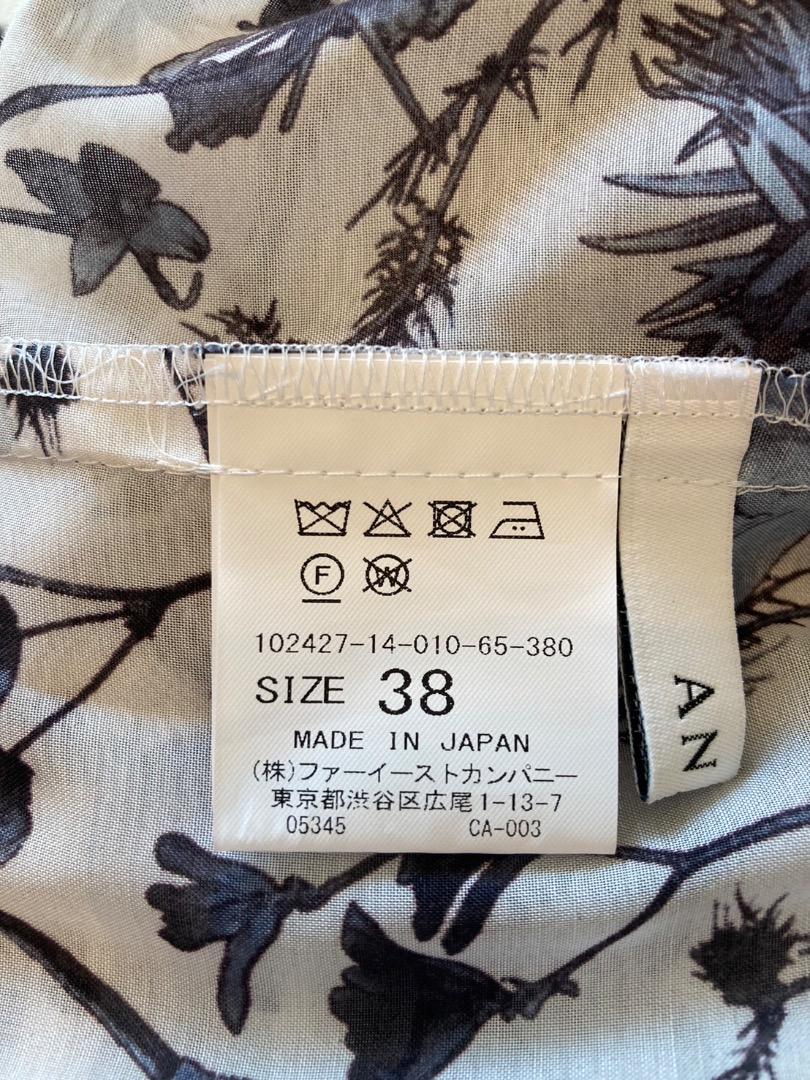 F W
102427-14-010-65-380
SIZE 38
MADE IN JAPAN
(株)ファーイーストカンパニー
東京都渋谷区広尾1-13-7
05345 CA-003
AN